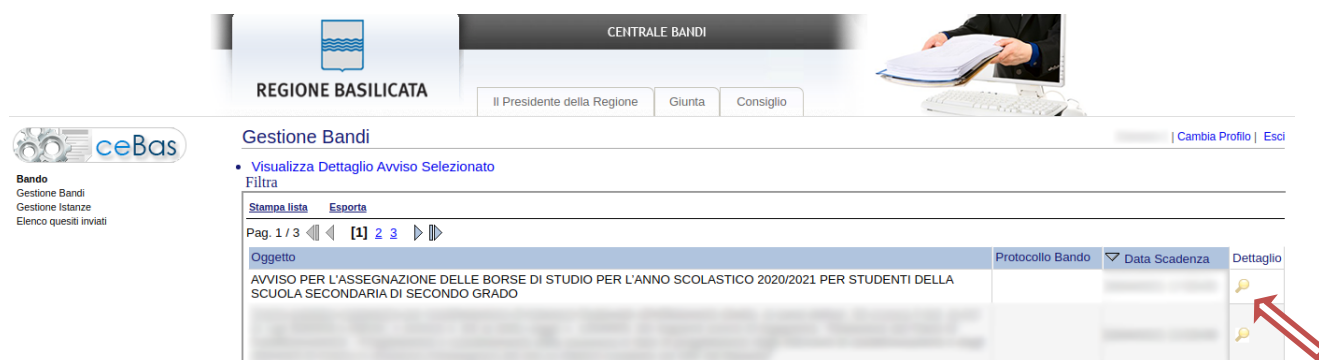 CENTRALE BANDI
REGIONE BASILICATA
Il Presidente della Regione Giunta Consiglio
ceBas
Gestione Bandi
| Cambia Profilo | Esci
Visualizza Dettaglio Avviso Selezionato
Filtra
Bando
Gestione Bandi
Gestione Istanze
Elenco quesiti inviati
Stampa lista Esporta
Pag. 1 / 3 [1] 2 3
Oggetto Protocollo Bando Data Scadenza Dettaglio
AVVISO PER L'ASSEGNAZIONE DELLE BORSE DI STUDIO PER L'ANNO SCOLASTICO 2020/2021 PER STUDENTI DELLA
SCUOLA SECONDARIA DI SECONDO GRADO